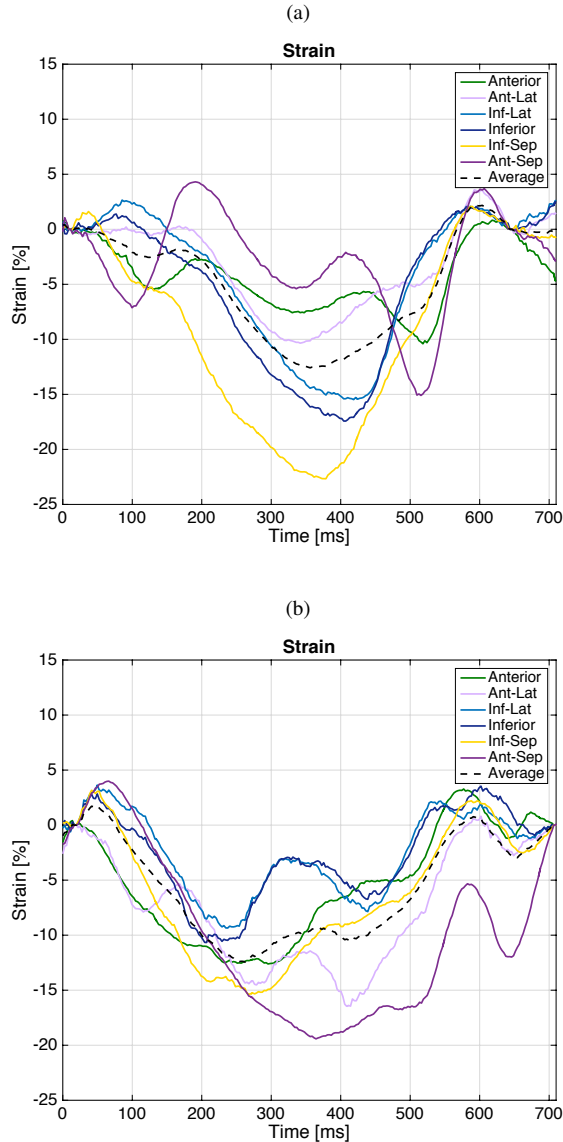 (a)
Strain
15
10
5
0
-5
-10
-15
-20
-25
Strain [%]
0 100 200 300 400 500 600 700
Time [ms]
Anterior
Ant-Lat
Inf-Lat
Inferior
Inf-Sep
Ant-Sep
Average
(b)
Strain
15
10
5
0
-5
-10
-15
-20
-25
Strain [%]
0 100 200 300 400 500 600 700
Time [ms]
Anterior
Ant-Lat
Inf-Lat
Inferior
Inf-Sep
Ant-Sep
Average